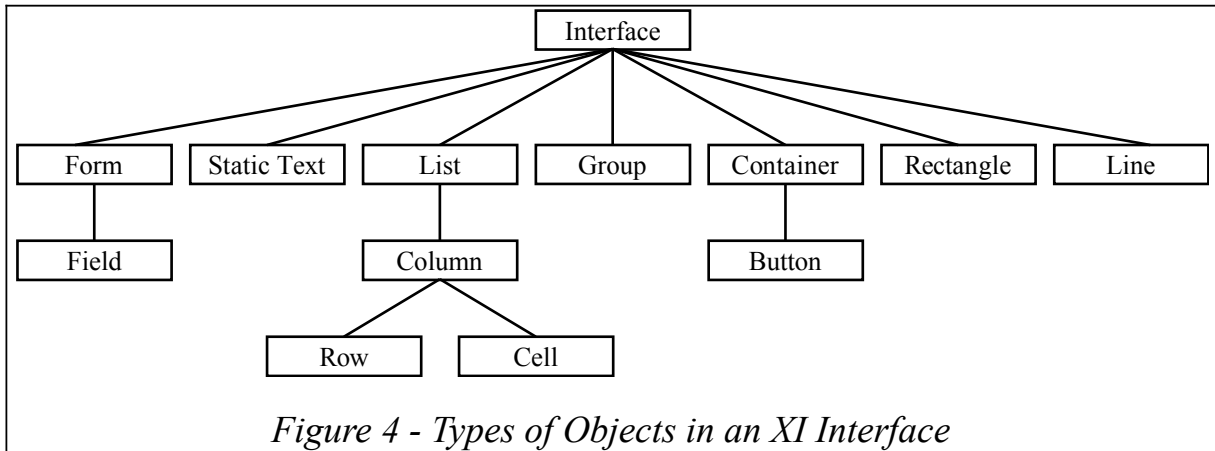 Interface
Form
Static Text
List
Group
Container
Rectangle
Line
Field
Column
Button
Row
Cell
Figure 4 - Types of Objects in an XI Interface